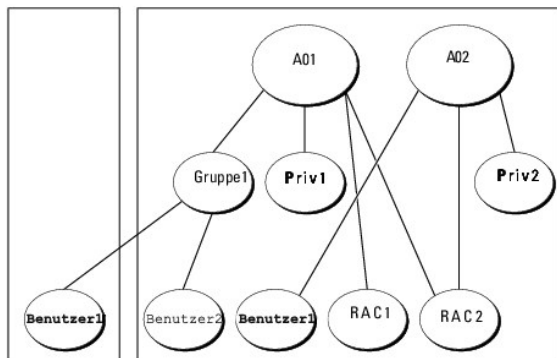 A01
A02
Gruppe1
Priv1
Priv2
Benutzer1
Benutzer2
Benutzer1
RAC1
RAC2